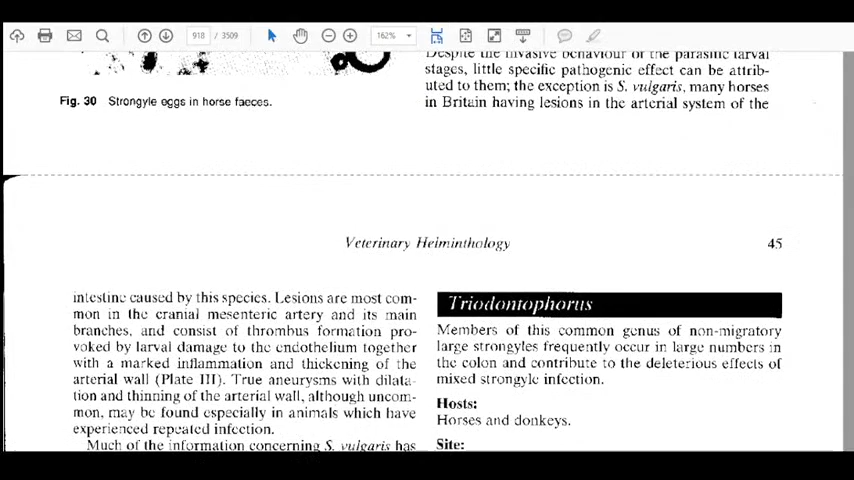 918 / 3509
162%
Fig. 30 Strongyle eggs in horse faeces.
Despite the invasive behaviour of the parasitic larval
stages, little specific pathogenic effect can be attrib-
uted to them; the exception is S. vulgaris, many horses
in Britain having lesions in the arterial system of the
Veterinary Helminthology
45
intestine caused by this species. Lesions are most com-
mon in the cranial mesenteric artery and its main
branches, and consist of thrombus formation pro-
voked by larval damage to the endothelium together
with a marked inflammation and thickening of the
arterial wall (Plate III). True aneurysms with dilata-
tion and thinning of the arterial wall, although uncom-
mon, may be found especially in animals which have
experienced repeated infection.
Much of the information concerning S. vulgaris has
Triodontophorus
Members of this common genus of non-migratory
large strongyles frequently occur in large numbers in
the colon and contribute to the deleterious effects of
mixed strongyle infection.
Hosts:
Horses and donkeys.
Site: